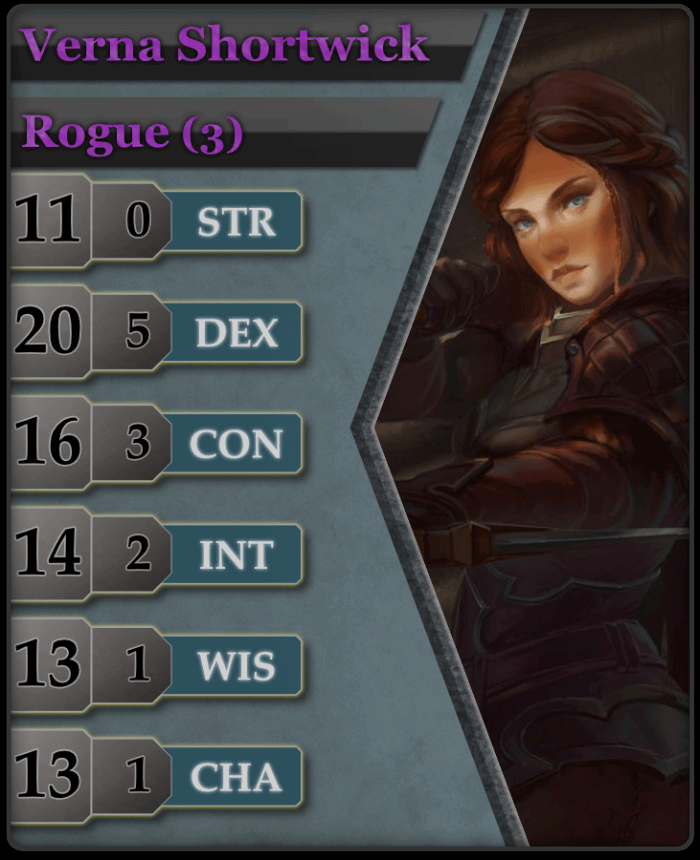 Verna Shortwick
Rogue (3)
11 0 STR
20 5 DEX
16 3 CON
14 2 INT
13 1 WIS
13 1 CHA